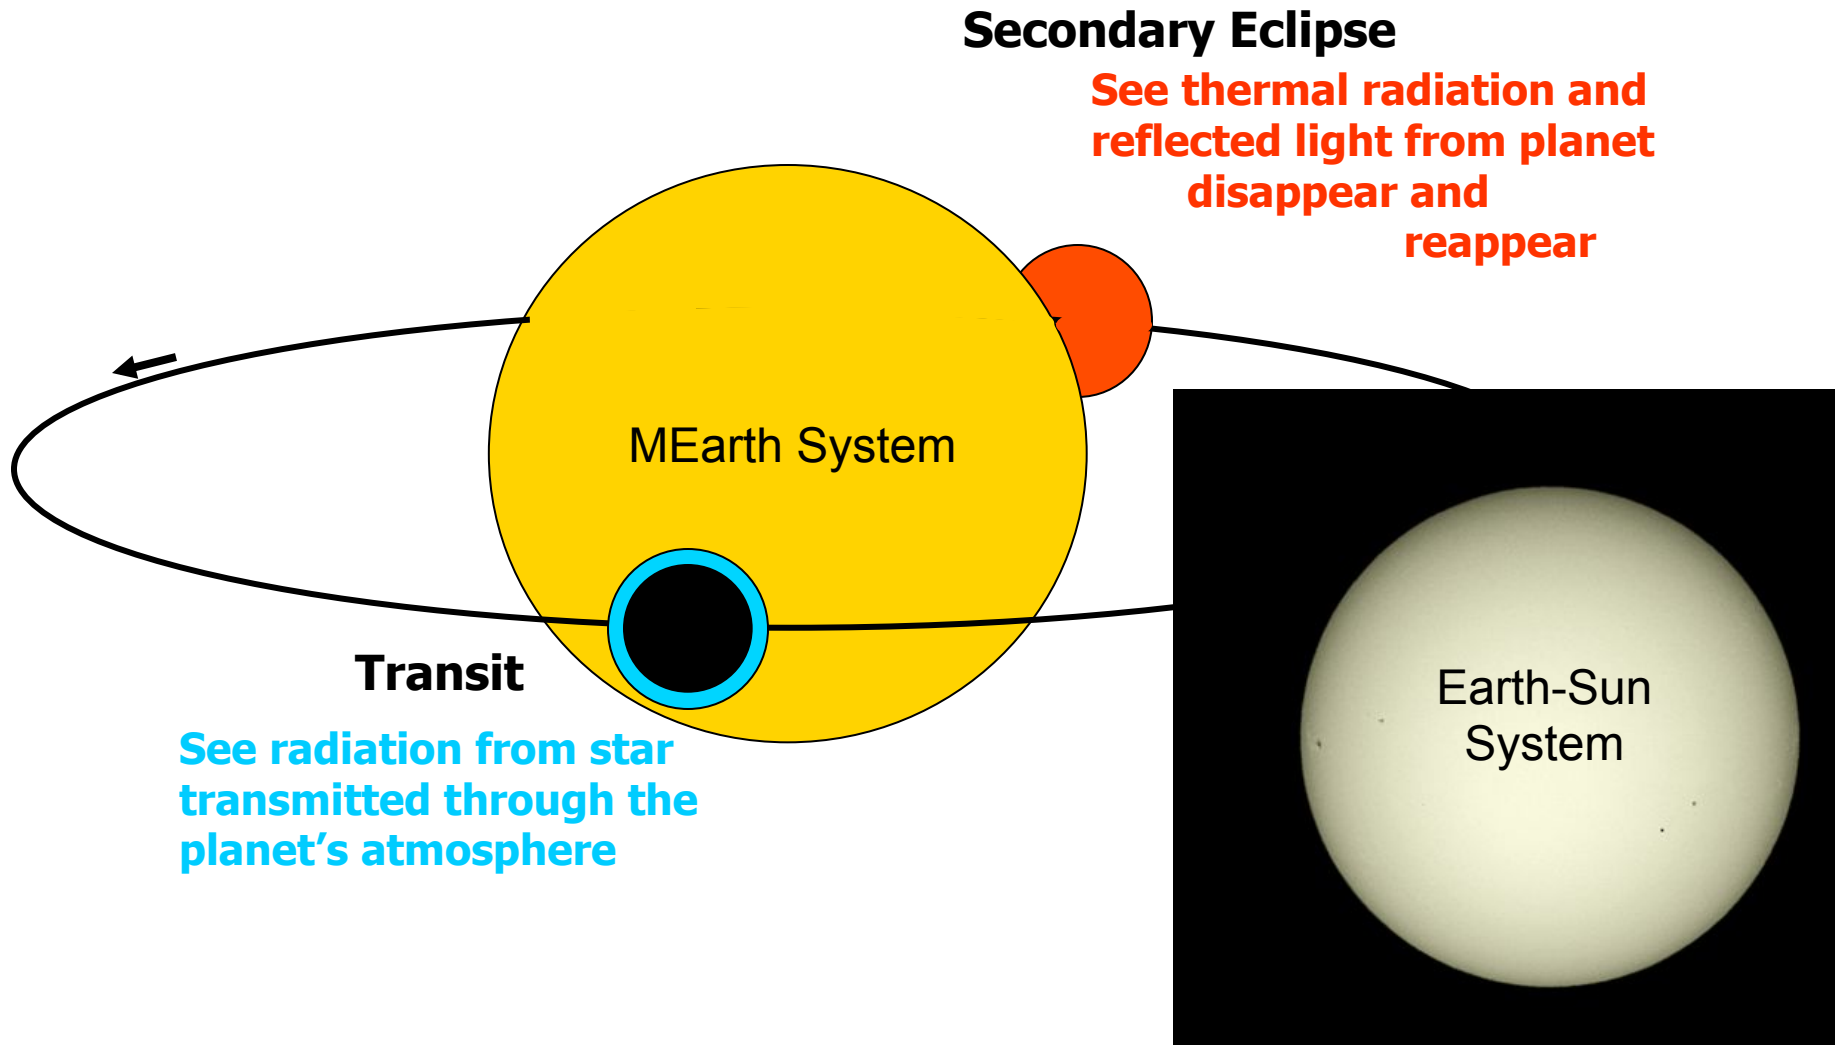 Secondary Eclipse
See thermal radiation and
reflected light from planet
disappear and
reappear
MEarth System
Transit
See radiation from star
transmitted through the
planet’s atmosphere
Earth-Sun
System